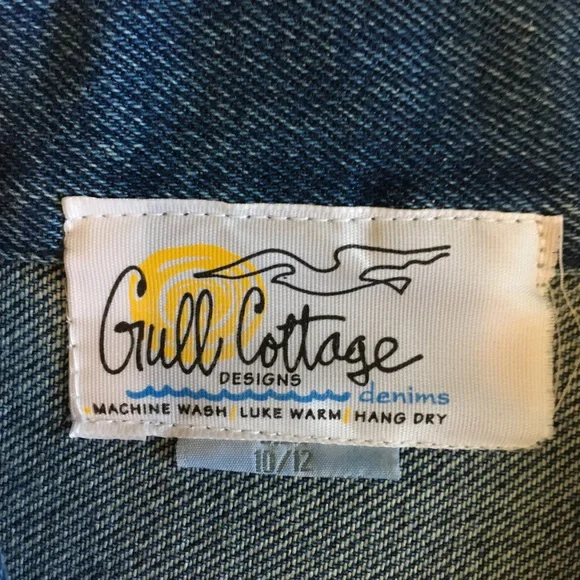 Gull Cottage
DESIGNS
denims
MACHINE WASH | LUKE WARM | HANG DRY
10/12